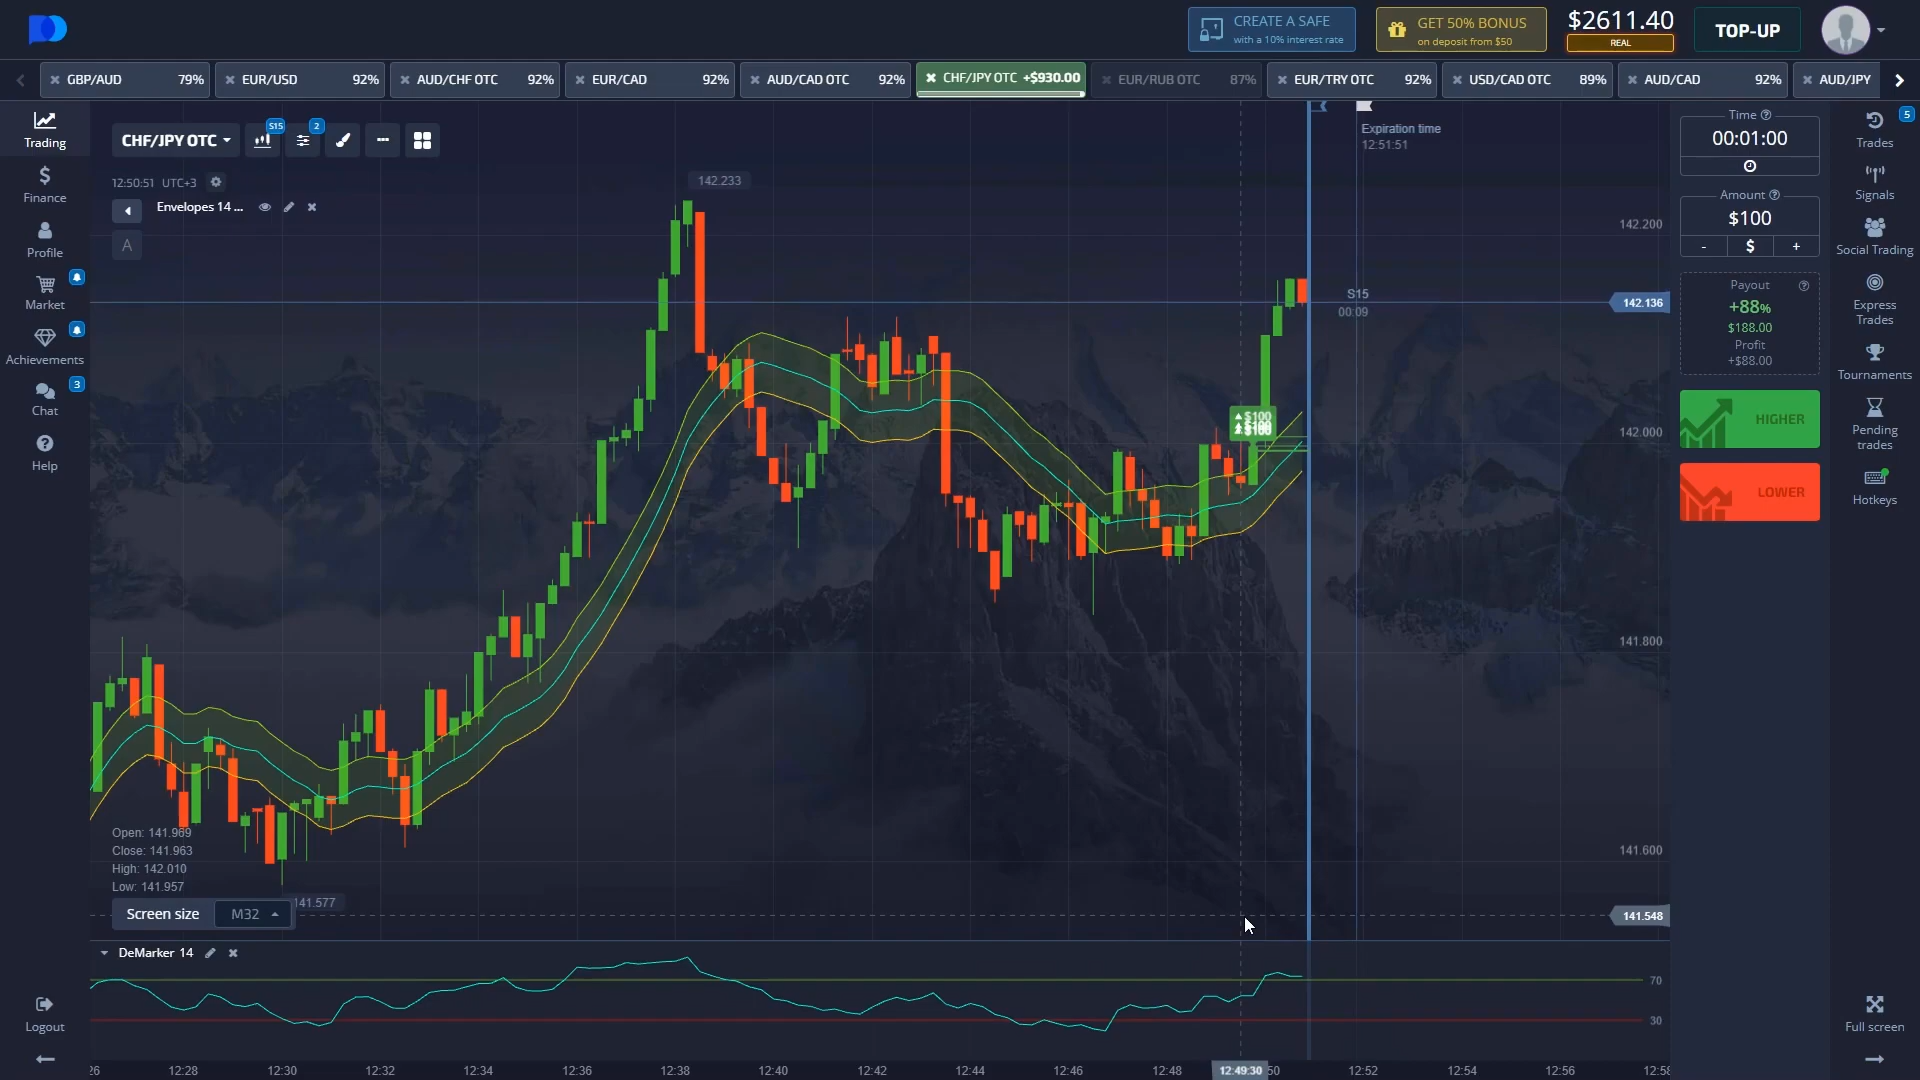 CREATE A SAFE
with a 10% interest rate
GET 50% BONUS
on deposit from $50
$2611.40
REAL
TOP-UP
GBP/AUD 79%
EUR/USD 92%
AUD/CHF OTC 92%
EUR/CAD 92%
AUD/CAD OTC 92%
CHF/JPY OTC +$930.00
EUR/RUB OTC 87%
EUR/TRY OTC 92%
USD/CAD OTC 89%
AUD/CAD 92%
AUD/JPY
Trading
Finance
Profile
Market
Achievements
3
Chat
Help
Logout
CHF/JPY OTC
S15
2
12:50:51 UTC+3
Envelopes 14 ...
A
142.233
Expiration time
12:51:51
S15
00:09
142.200
142.136
142.000
141.800
141.600
141.548
$100
$100
Open: 141.969
Close: 141.963
High: 142.010
Low: 141.957
Screen size M32
141.577
DeMarker 14
70
30
26
12:28
12:30
12:32
12:34
12:36
12:38
12:40
12:42
12:44
12:46
12:48
12:49:30
50
12:52
12:54
12:56
12:58
Time
00:01:00
Amount
$100
- $ +
Payout
+88%
$188.00
Profit
+$88.00
HIGHER
LOWER
5
Trades
Signals
Social Trading
Express
Trades
Tournaments
Pending
trades
Hotkeys
Full screen